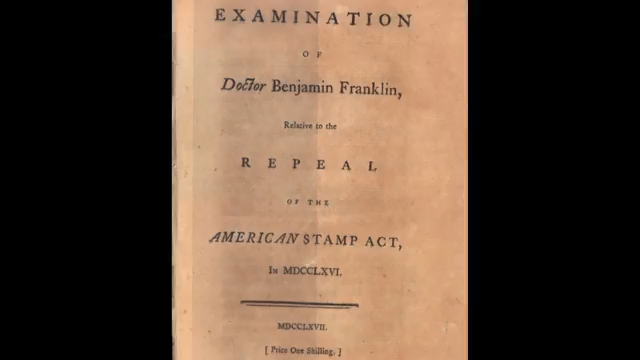 EXAMINATION
OF
Doctor Benjamin Franklin,
Relative to the
REPEAL
OF THE
AMERICAN STAMP ACT,
In MDCCLXVI.
MDCCLXVII.
[ Price One Shilling. ]